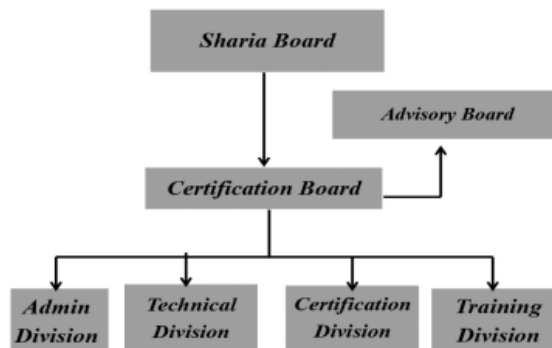 Sharia Board
Advisory Board
Certification Board
Admin
Division
Technical
Division
Certification
Division
Training
Division